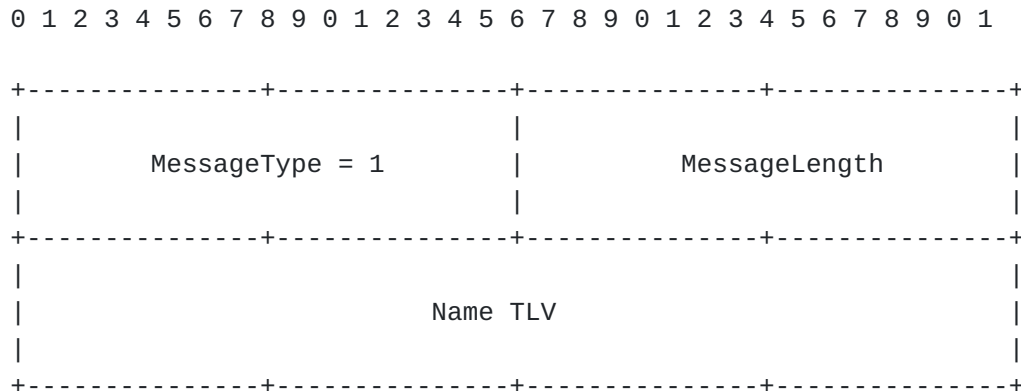 0 1 2 3 4 5 6 7 8 9 0 1 2 3 4 5 6 7 8 9 0 1 2 3 4 5 6 7 8 9 0 1
+---------------+---------------+---------------+---------------+
|                               |                               |
|        MessageType = 1        |          MessageLength        |
|                               |                               |
+---------------+---------------+---------------+---------------+
|                                                               |
|                          Name TLV                             |
|                                                               |
+---------------+---------------+---------------+---------------+